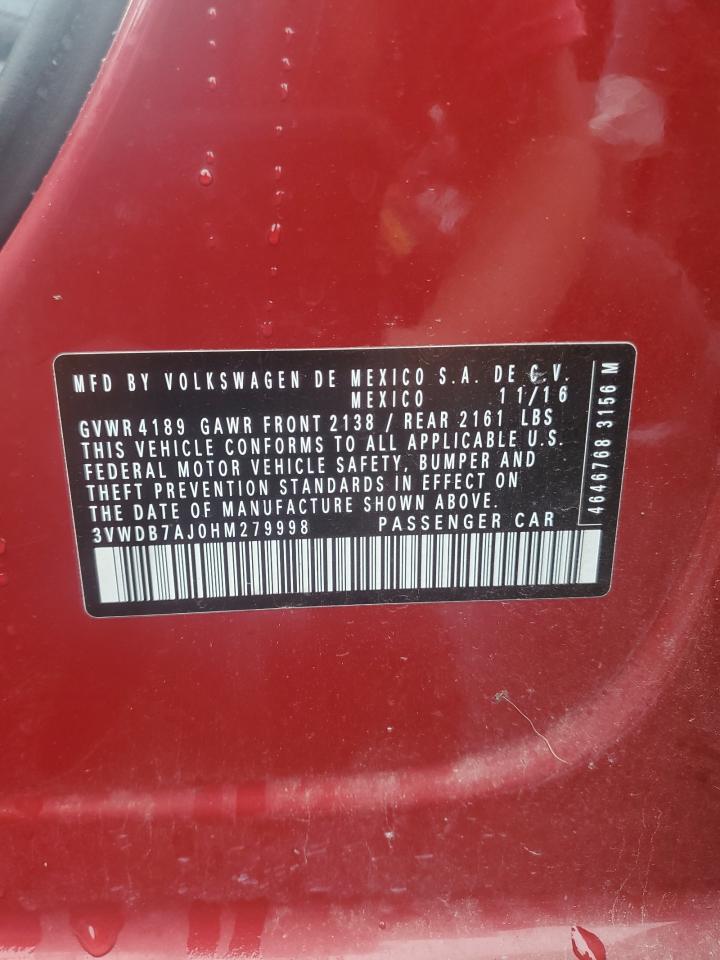 MFD BY VOLKSWAGEN DE MEXICO S.A. DE C.V.
MEXICO 11/16
GVWR 4189 GAWR FRONT 2138 / REAR 2161 LBS
THIS VEHICLE CONFORMS TO ALL APPLICABLE U.S.
FEDERAL MOTOR VEHICLE SAFETY, BUMPER AND
THEFT PREVENTION STANDARDS IN EFFECT ON
THE DATE OF MANUFACTURE SHOWN ABOVE.
3VWDB7AJ0HM279998 PASSENGER CAR
4646768 3156 M